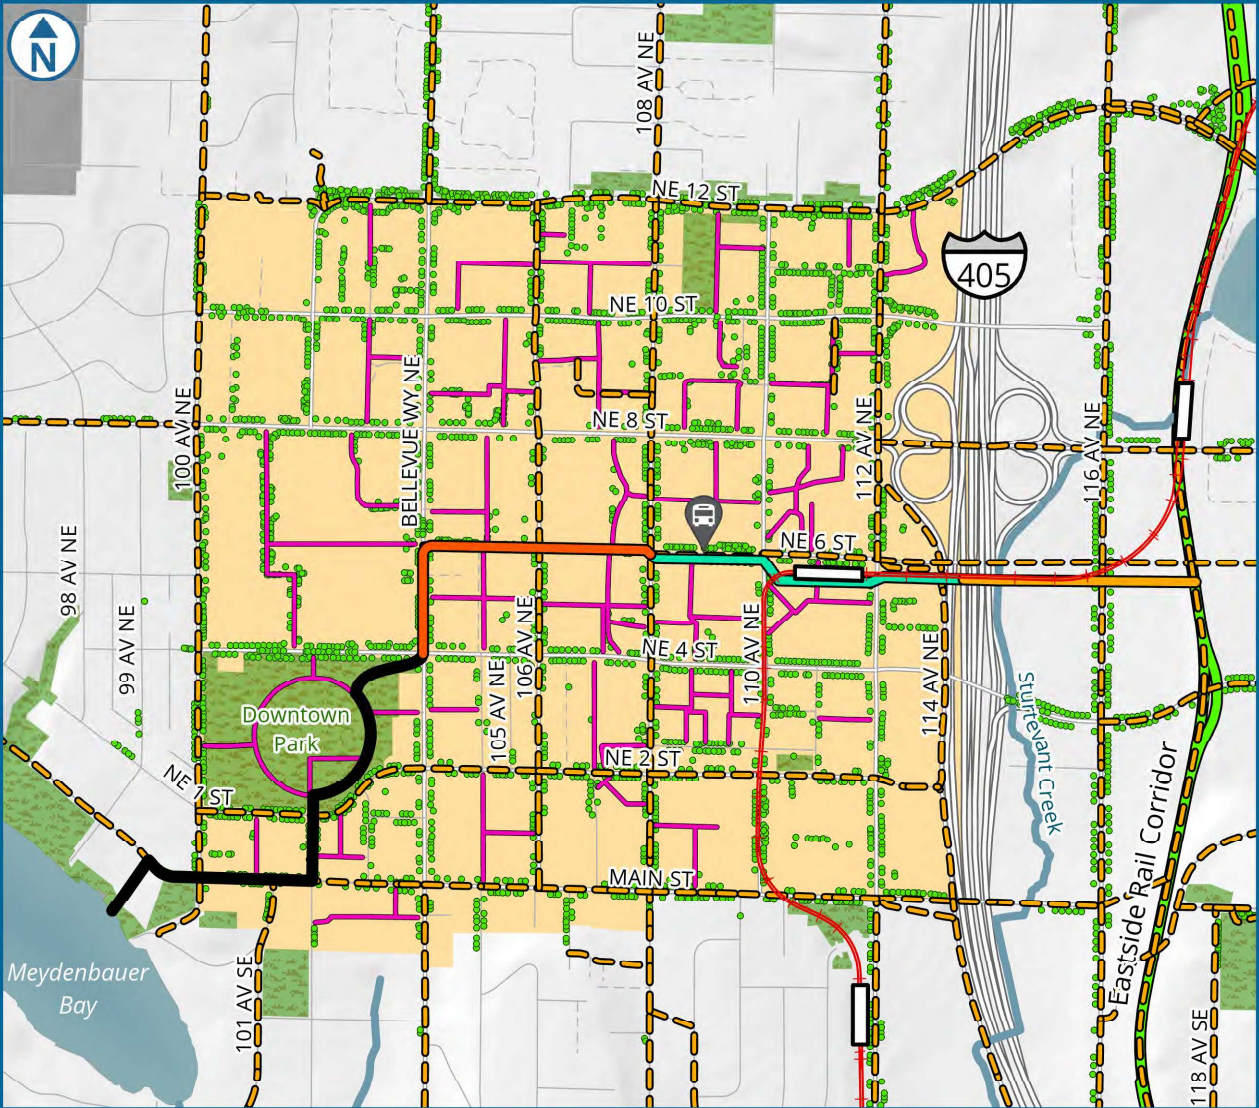 N
108 AV NE
NE 12 ST
405
NE 10 ST
BELLEVUE WY NE
100 AV NE
NE 8 ST
112 AV NE
116 AV NE
NE 6 ST
98 AV NE
99 AV NE
106 AV NE
105 AV NE
NE 4 ST
110 AV NE
114 AV NE
Sturtevant Creek
Downtown
Park
NE 2 ST
NE 1 ST
Eastside Rail Corridor
MAIN ST
Meydenbauer
Bay
101 AV SE
118 AV SE